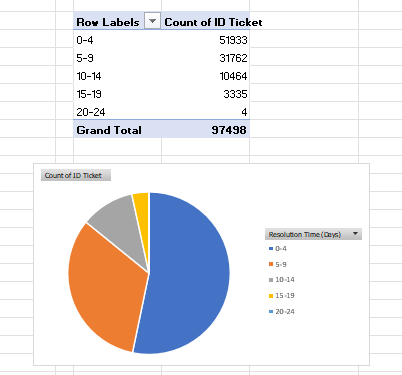 Row Labels Count of ID Ticket
0-4 51933
5-9 31762
10-14 10464
15-19 3335
20-24 4
Grand Total 97498
Count of ID Ticket
Resolution Time (Days)
0-4
5-9
10-14
15-19
20-24